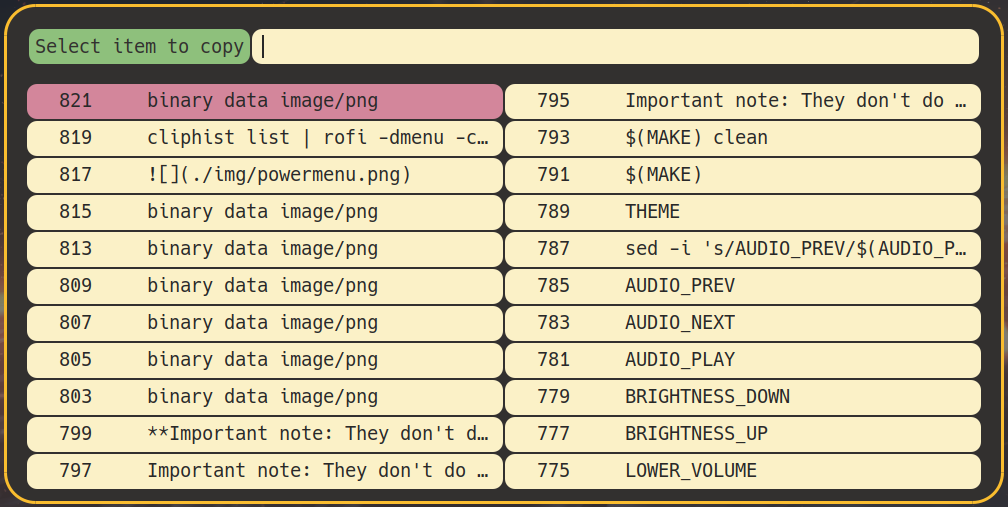 Select item to copy
821 binary data image/png
819 cliphist list | rofi -dmenu -c…
817 ![](./img/powermenu.png)
815 binary data image/png
813 binary data image/png
809 binary data image/png
807 binary data image/png
805 binary data image/png
803 binary data image/png
799 **Important note: They don't d…
797 Important note: They don't do …
795 Important note: They don't do …
793 $(MAKE) clean
791 $(MAKE)
789 THEME
787 sed -i 's/AUDIO_PREV/$(AUDIO_P…
785 AUDIO_PREV
783 AUDIO_NEXT
781 AUDIO_PLAY
779 BRIGHTNESS_DOWN
777 BRIGHTNESS_UP
775 LOWER_VOLUME